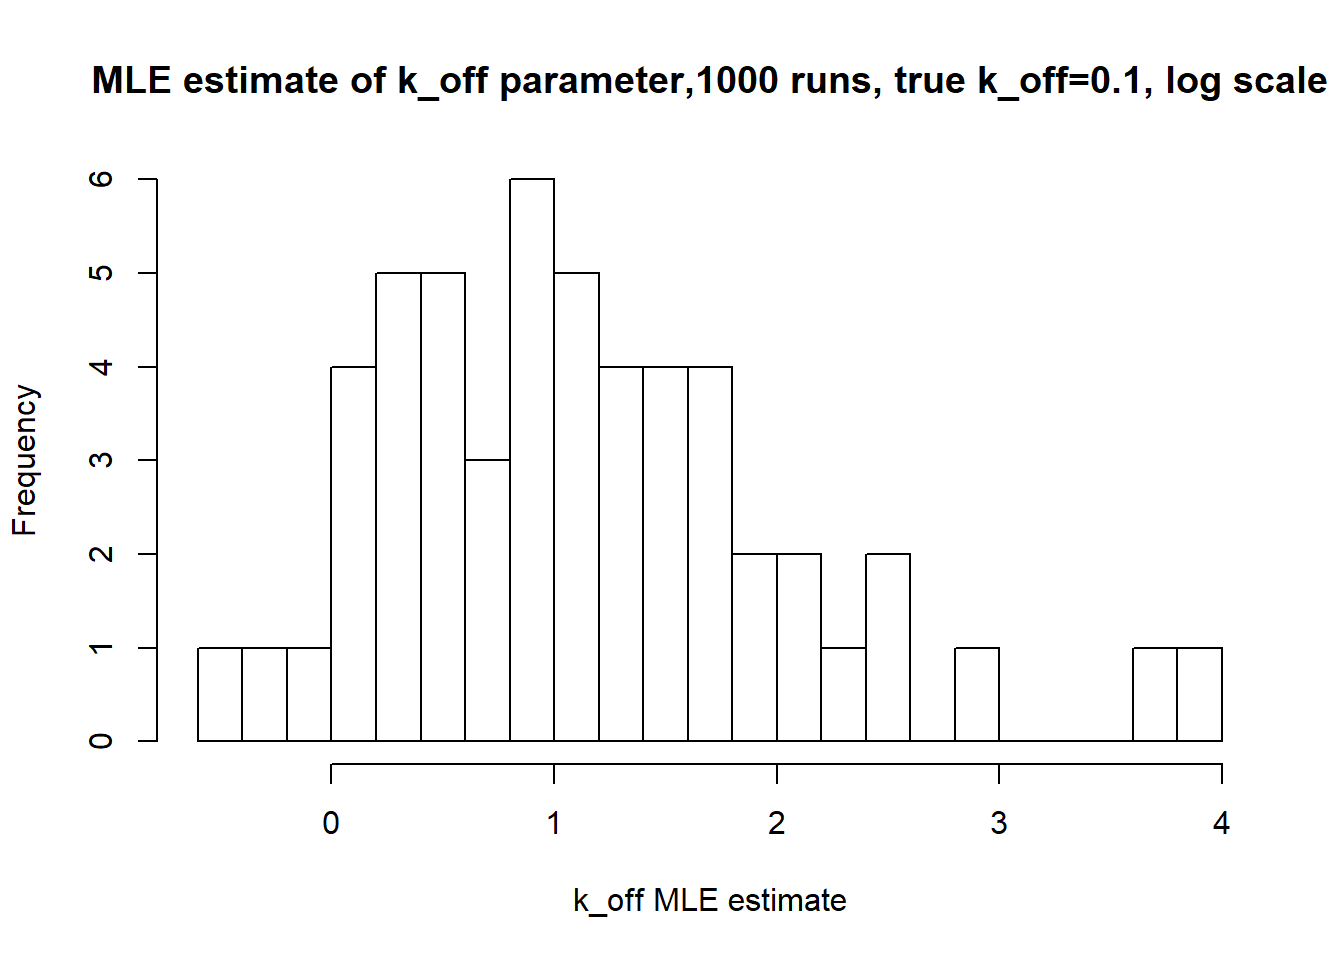 MLE estimate of k_off parameter,1000 runs, true k_off=0.1, log scale
Frequency
6
5
4
3
2
1
0
0 1 2 3 4
k_off MLE estimate